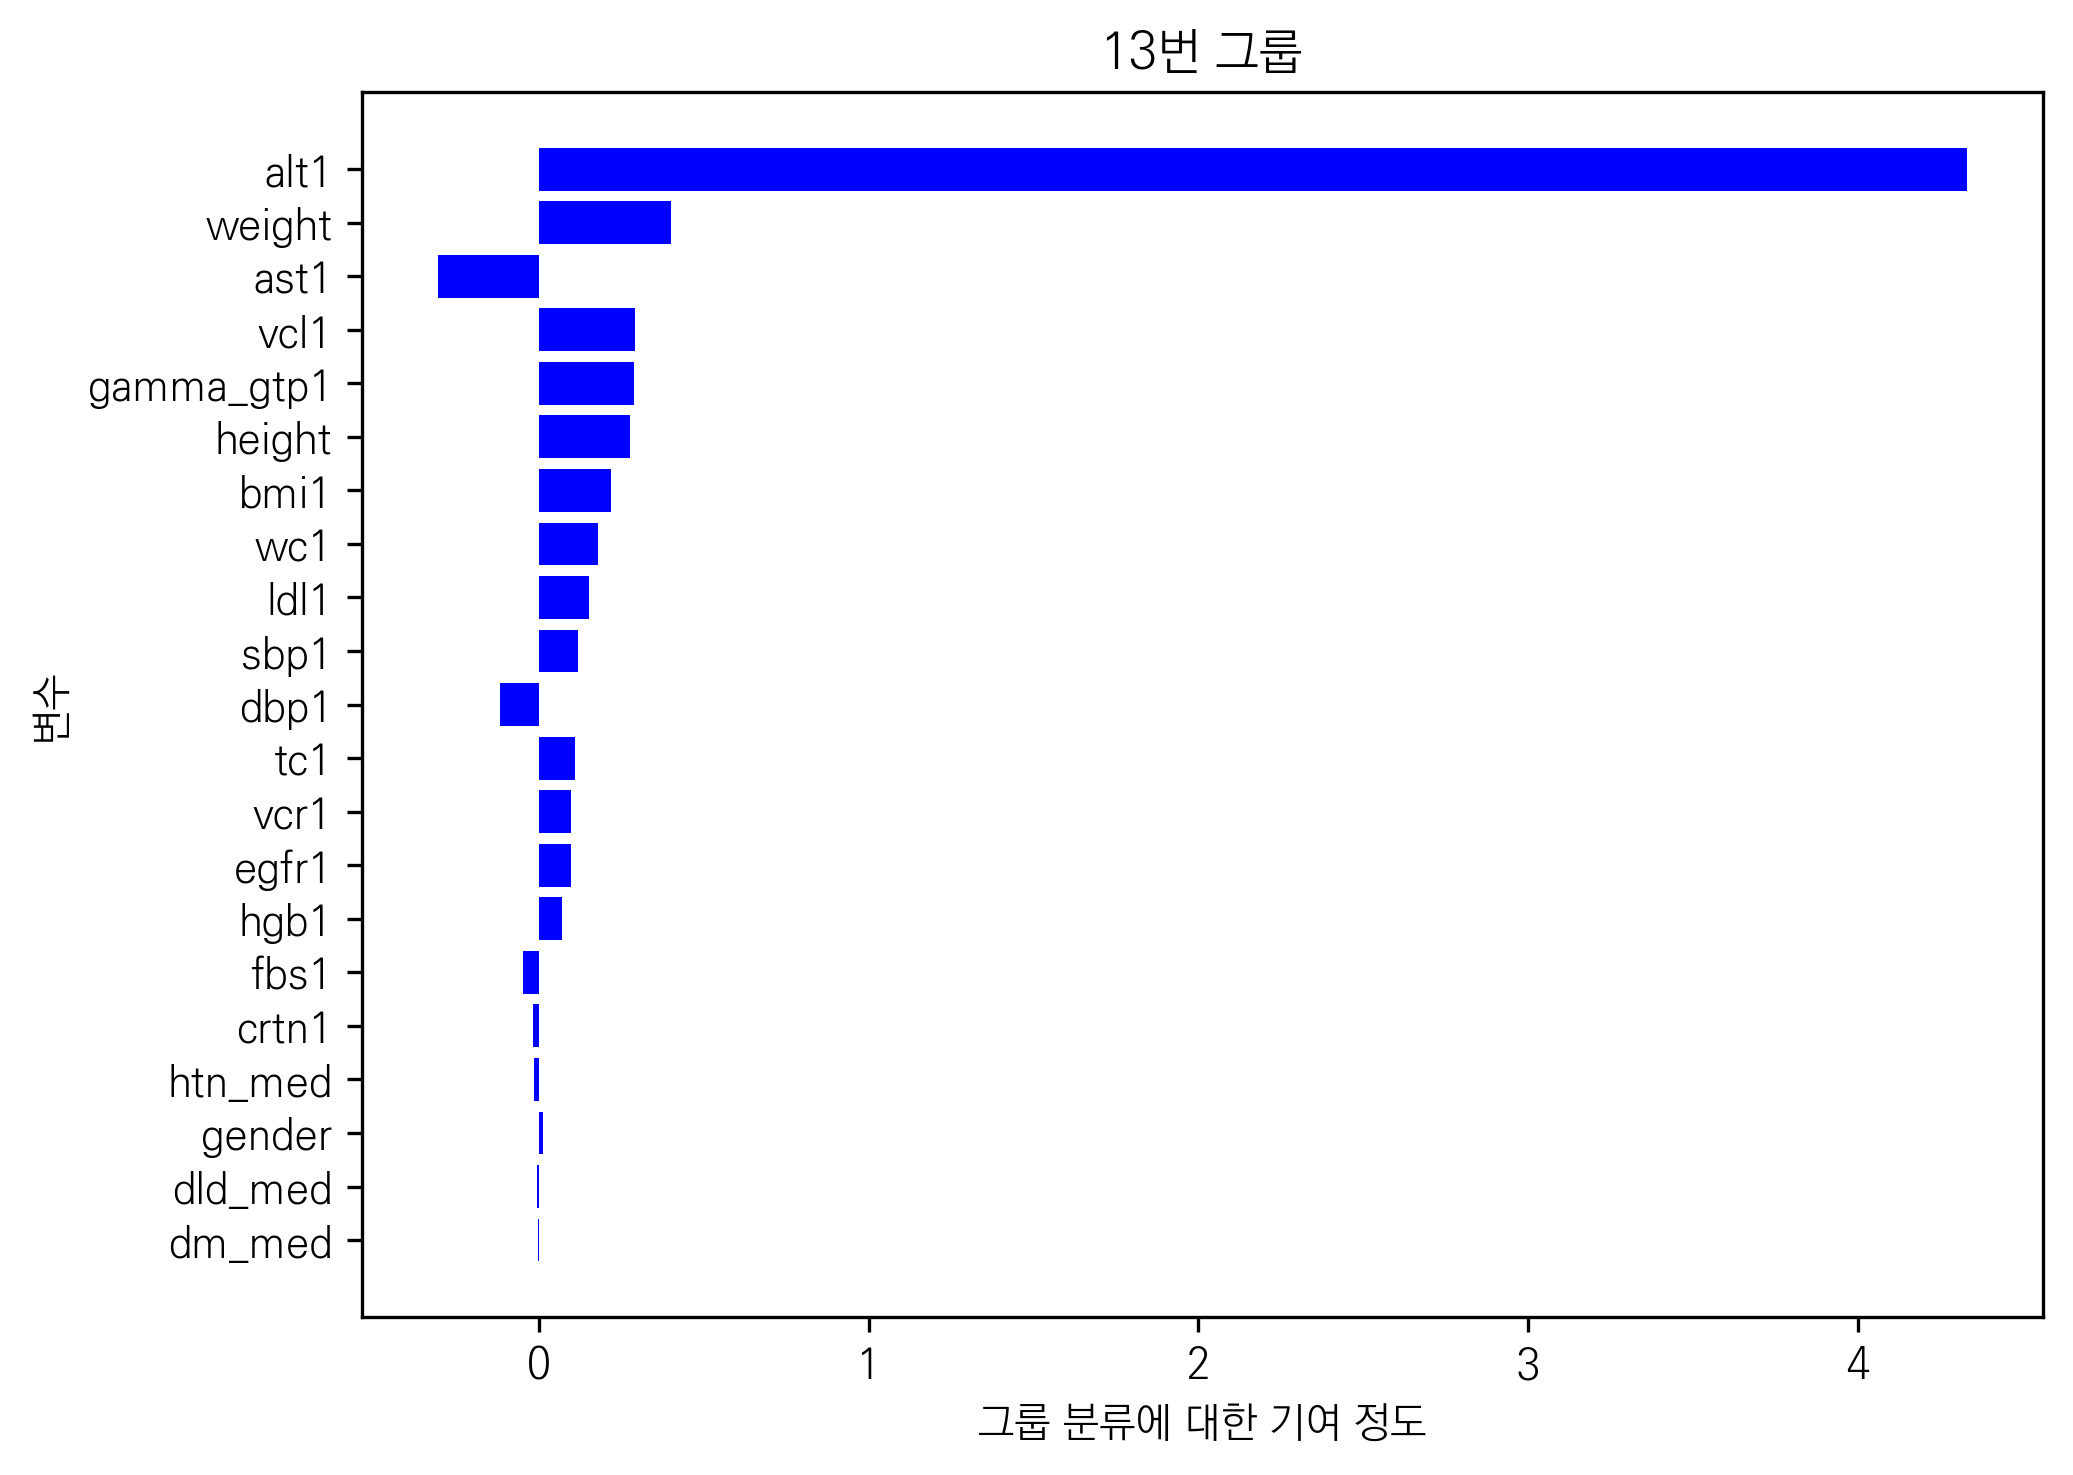 13번 그룹
변수
alt1
weight
ast1
vcl1
gamma_gtp1
height
bmi1
wc1
ldl1
sbp1
dbp1
tc1
vcr1
egfr1
hgb1
fbs1
crtn1
htn_med
gender
dld_med
dm_med
0 1 2 3 4
그룹 분류에 대한 기여 정도